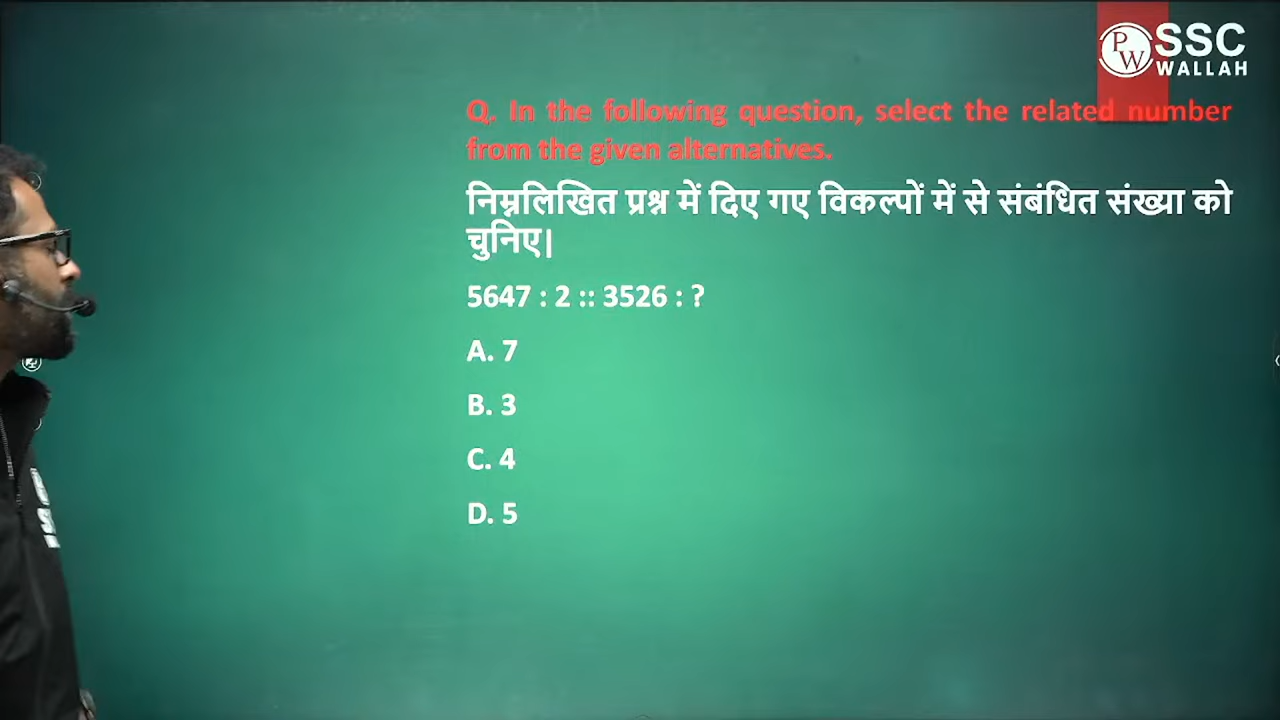 PW SSC
WALLAH
Q. In the following question, select the related number
from the given alternatives.
निम्नलिखित प्रश्न में दिए गए विकल्पों में से संबंधित संख्या को
चुनिए।
5647 : 2 :: 3526 : ?
A. 7
B. 3
C. 4
D. 5